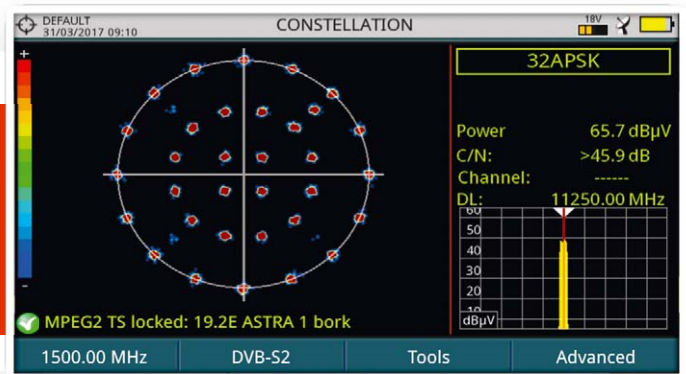 DEFAULT
31/03/2017 09:10
CONSTELLATION
18V
+
-
32APSK
Power 65.7 dBµV
C/N: >45.9 dB
Channel: ------
DL: 11250.00 MHz
60
50
40
30
20
10
dBµV
MPEG2 TS locked: 19.2E ASTRA 1 bork
1500.00 MHz DVB-S2 Tools Advanced